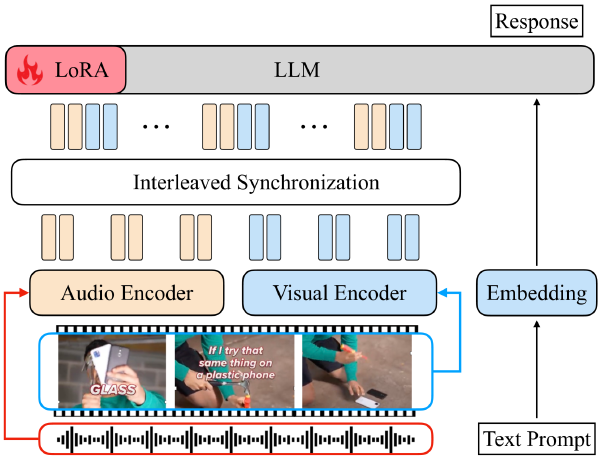 Response
LoRA
LLM
Interleaved Synchronization
Audio Encoder
Visual Encoder
Embedding
GLASS
If I try that
same thing on
a plastic phone
Text Prompt